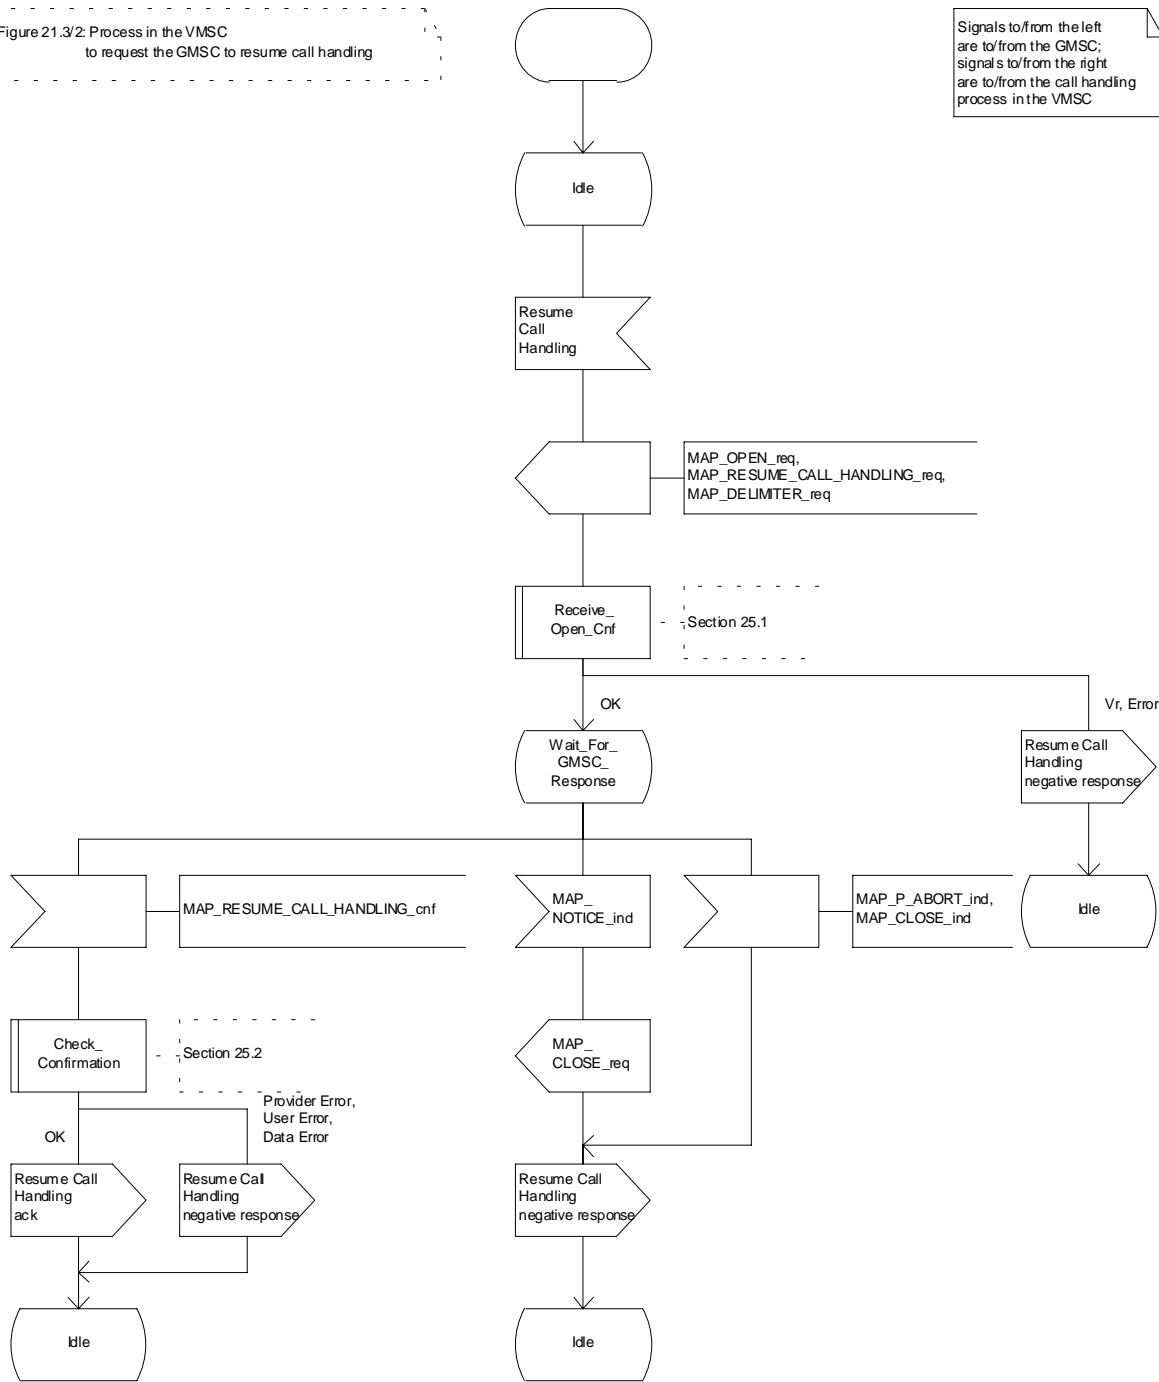 Figure 21.3/2: Process in the VMSC
to request the GMSC to resume call handling
Signals to/from the left
are to/from the GMSC;
signals to/from the right
are to/from the call handling
process in the VMSC
Idle
Resume
Call
Handling
MAP_OPEN_req,
MAP_RESUME_CALL_HANDLING_req,
MAP_DELIMITER_req
Receive_
Open_Cnf
Section 25.1
OK
Vr, Error
Wait_For_
GMSC_
Response
Resume Call
Handling
negative response
MAP_RESUME_CALL_HANDLING_cnf
MAP_
NOTICE_ind
MAP_P_ABORT_ind,
MAP_CLOSE_ind
Idle
Check_
Confirmation
Section 25.2
MAP_
CLOSE_req
Provider Error,
User Error,
Data Error
OK
Resume Call
Handling
ack
Resume Call
Handling
negative response
Resume Call
Handling
negative response
Idle
Idle